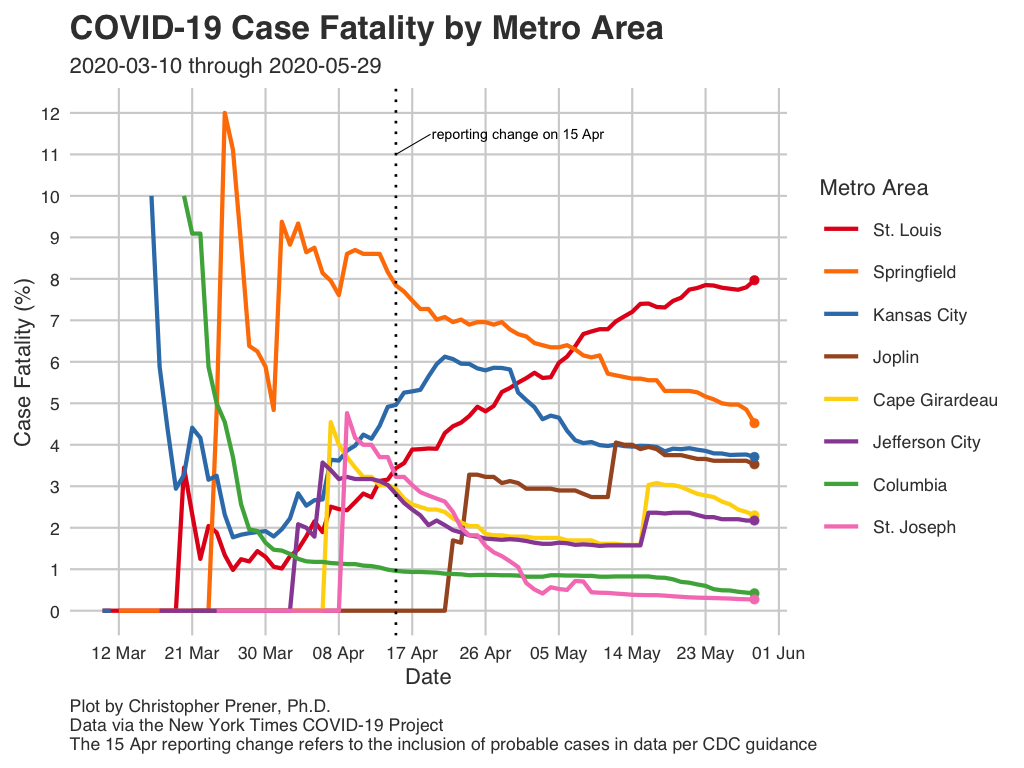 COVID-19 Case Fatality by Metro Area
2020-03-10 through 2020-05-29
Case Fatality (%)
12
11
10
9
8
7
6
5
4
3
2
1
0
reporting change on 15 Apr
12 Mar 21 Mar 30 Mar 08 Apr 17 Apr 26 Apr 05 May 14 May 23 May 01 Jun
Date
Metro Area
St. Louis
Springfield
Kansas City
Joplin
Cape Girardeau
Jefferson City
Columbia
St. Joseph
Plot by Christopher Prener, Ph.D.
Data via the New York Times COVID-19 Project
The 15 Apr reporting change refers to the inclusion of probable cases in data per CDC guidance